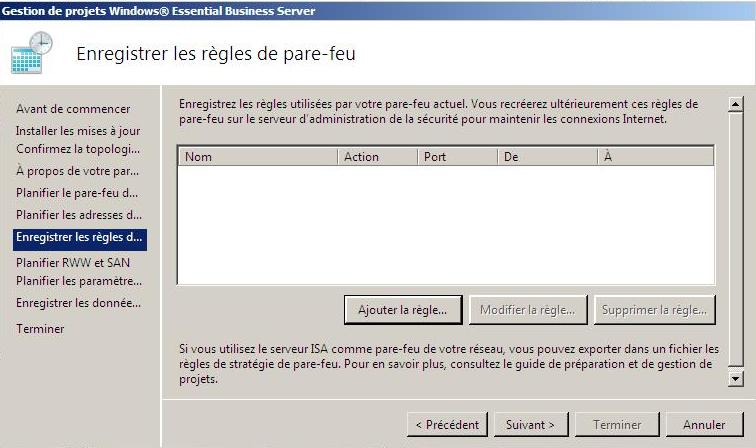 Gestion de projets Windows® Essential Business Server
Enregistrer les règles de pare-feu
Avant de commencer
Installer les mises à jour
Confirmez la topologi...
À propos de votre par...
Planifier le pare-feu d...
Planifier les adresses d...
Enregistrer les règles d...
Planifier RWW et SAN
Planifier les paramètre...
Enregistrer les donnée...
Terminer
Enregistrez les règles utilisées par votre pare-feu actuel. Vous recréerez ultérieurement ces règles de
pare-feu sur le serveur d'administration de la sécurité pour maintenir les connexions Internet.
Nom Action Port De À
Ajouter la règle... Modifier la règle... Supprimer la règle...
Si vous utilisez le serveur ISA comme pare-feu de votre réseau, vous pouvez exporter dans un fichier les
règles de stratégie de pare-feu. Pour en savoir plus, consultez le guide de préparation et de gestion de
projets.
< Précédent Suivant > Terminer Annuler